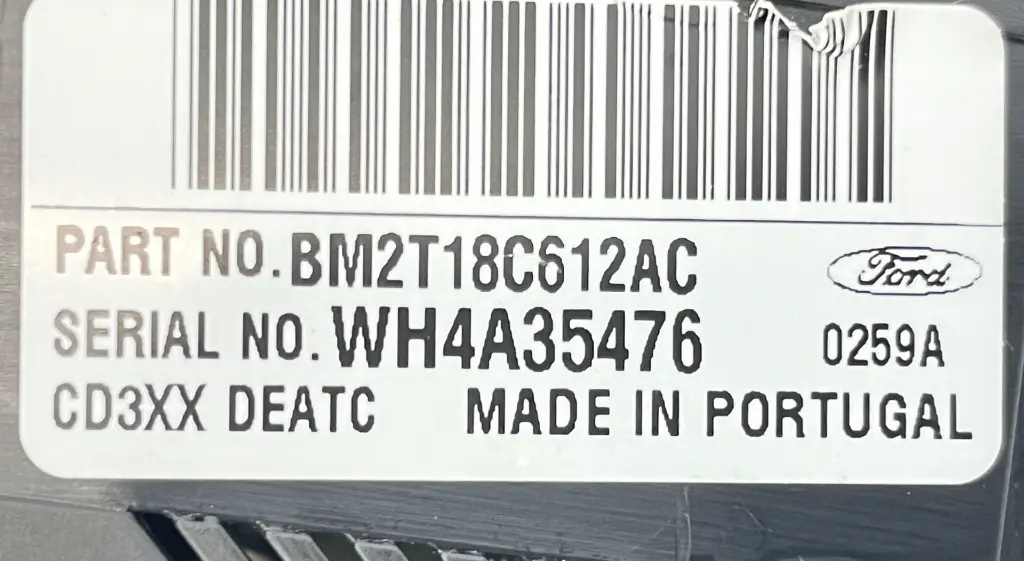 PART NO. BM2T18C612AC
Ford
SERIAL NO. WH4A35476 0259A
CD3XX DEATC MADE IN PORTUGAL